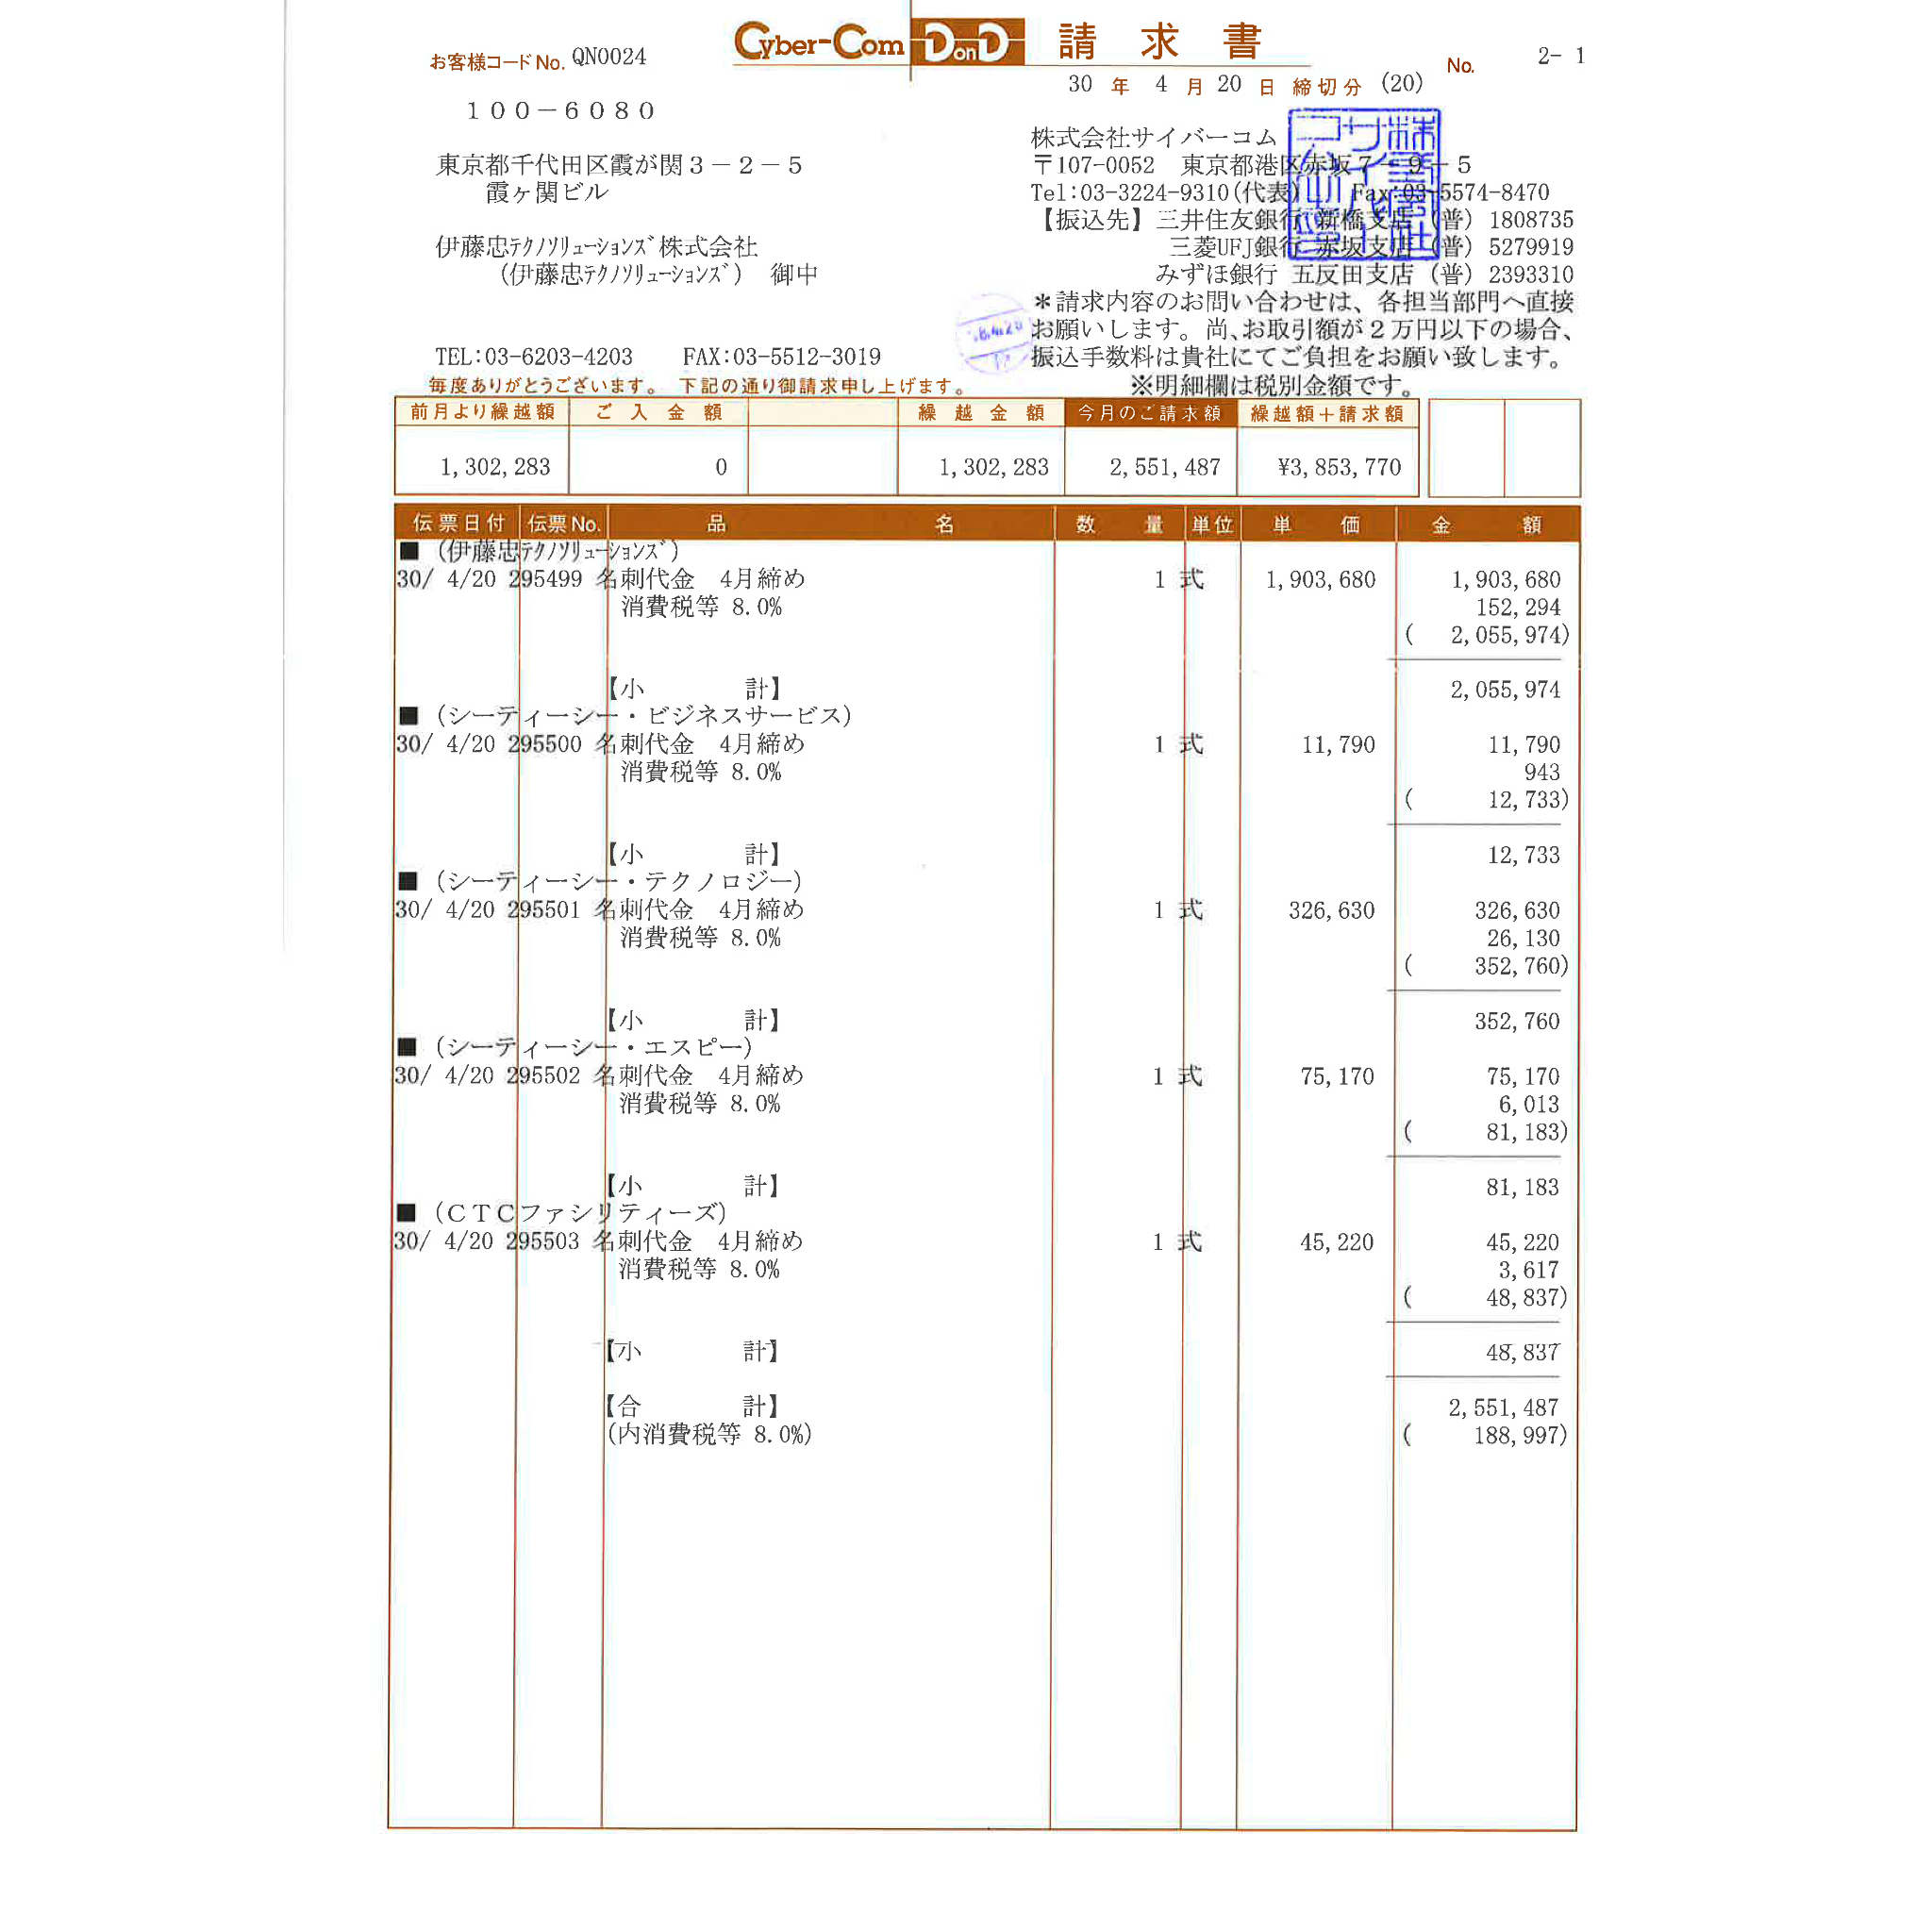 お客様コードNo. QN0024
Cyber-Com DonD 請求書
No. 2- 1
30 年 4 月 20 日 締切分 (20)
100-6080
東京都千代田区霞が関3-2-5
霞ヶ関ビル
伊藤忠ﾃｸﾉｿﾘｭｰｼｮﾝｽﾞ株式会社
(伊藤忠ﾃｸﾉｿﾘｭｰｼｮﾝｽﾞ) 御中
TEL:03-6203-4203 FAX:03-5512-3019
株式会社サイバーコム
〒107-0052 東京都港区赤坂7-9-5
Tel:03-3224-9310(代表) Fax:03-5574-8470
【振込先】三井住友銀行 新橋支店 (普) 1808735
三菱UFJ銀行 赤坂支店 (普) 5279919
みずほ銀行 五反田支店 (普) 2393310
＊請求内容のお問い合わせは、各担当部門へ直接
お願いします。尚、お取引額が2万円以下の場合、
振込手数料は貴社にてご負担をお願い致します。
※明細欄は税別金額です。
毎度ありがとうございます。 下記の通り御請求申し上げます。
前月より繰越額 ご入金額 繰越金額 今月のご請求額 繰越額＋請求額
1,302,283 0 1,302,283 2,551,487 ¥3,853,770
伝票日付 伝票No. 品名 数量 単位 単価 金額
■ (伊藤忠ﾃｸﾉｿﾘｭｰｼｮﾝｽﾞ)
30/ 4/20 295499 名刺代金 4月締め 1 式 1,903,680 1,903,680
消費税等 8.0% 152,294
( 2,055,974)
【小計】 2,055,974
■ (シーティーシー・ビジネスサービス)
30/ 4/20 295500 名刺代金 4月締め 1 式 11,790 11,790
消費税等 8.0% 943
( 12,733)
【小計】 12,733
■ (シーティーシー・テクノロジー)
30/ 4/20 295501 名刺代金 4月締め 1 式 326,630 326,630
消費税等 8.0% 26,130
( 352,760)
【小計】 352,760
■ (シーティーシー・エスピー)
30/ 4/20 295502 名刺代金 4月締め 1 式 75,170 75,170
消費税等 8.0% 6,013
( 81,183)
【小計】 81,183
■ (CTCファシリティーズ)
30/ 4/20 295503 名刺代金 4月締め 1 式 45,220 45,220
消費税等 8.0% 3,617
( 48,837)
【小計】 48,837
【合計】 2,551,487
(内消費税等 8.0%) ( 188,997)